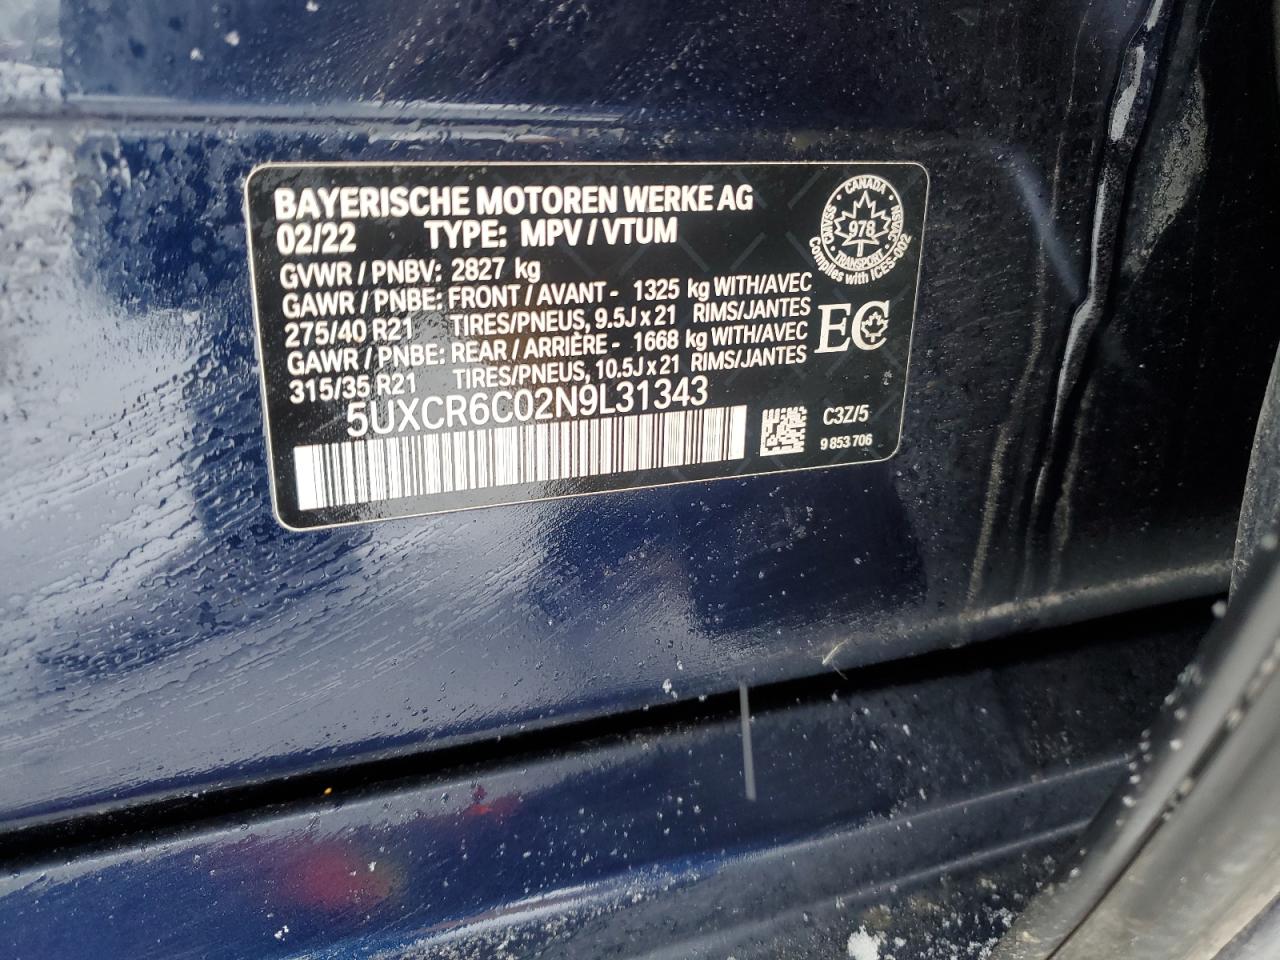 BAYERISCHE MOTOREN WERKE AG
02/22 TYPE: MPV/VTUM
GVWR / PNBV: 2827 kg
GAWR / PNBE: FRONT / AVANT - 1325 kg WITH/AVEC
275/40 R21 TIRES/PNEUS, 9.5J x 21 RIMS/JANTES
GAWR / PNBE: REAR / ARRIÈRE - 1668 kg WITH/AVEC
315/35 R21 TIRES/PNEUS, 10.5J x 21 RIMS/JANTES
5UXCR6C02N9L31343
CANADA
CMVSS
978
NSVAC
TRANSPORT
Complies with ICES-002
EC
C3Z/5
9 853 706